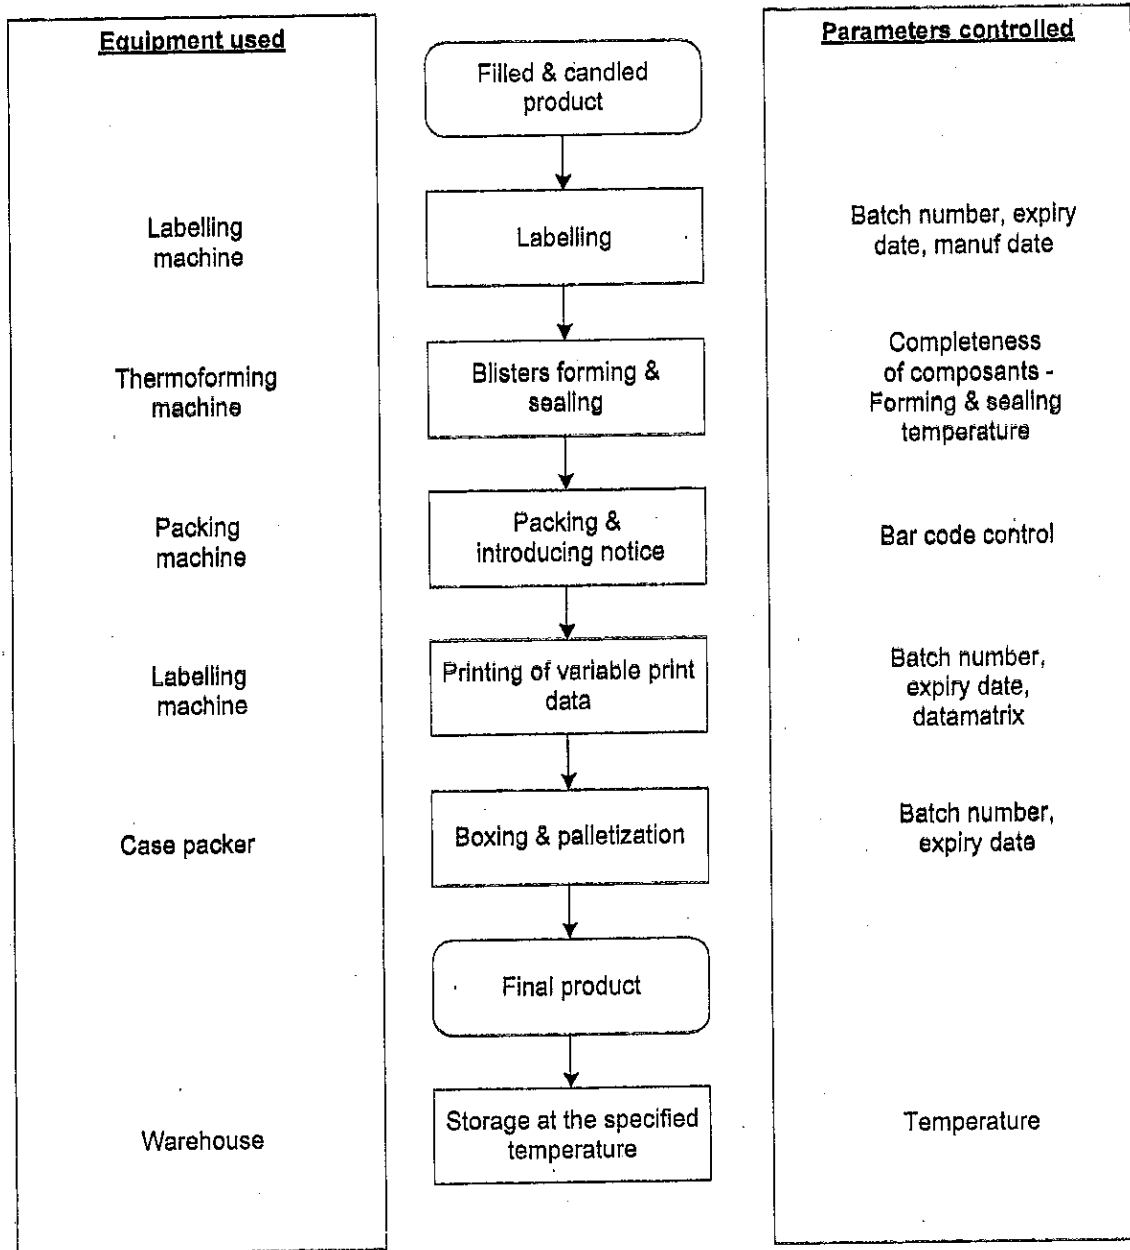 Equipment used
Parameters controlled
Filled & candled
product
Labelling
machine
Labelling
Batch number, expiry
date, manuf date
Thermoforming
machine
Blisters forming &
sealing
Completeness
of composants -
Forming & sealing
temperature
Packing
machine
Packing &
introducing notice
Bar code control
Labelling
machine
Printing of variable print
data
Batch number,
expiry date,
datamatrix
Case packer
Boxing & palletization
Batch number,
expiry date
Final product
Warehouse
Storage at the specified
temperature
Temperature